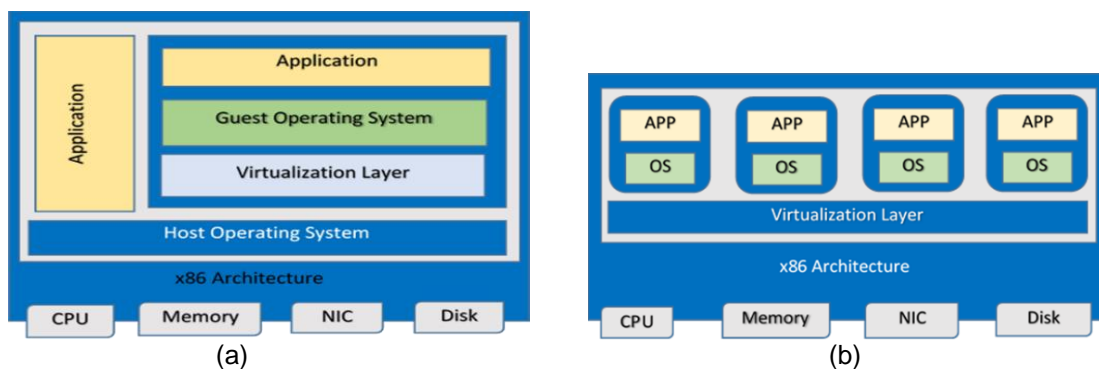 Application
Application
Guest Operating System
Virtualization Layer
Host Operating System
x86 Architecture
CPU
Memory
NIC
Disk
(a)
APP
APP
APP
APP
OS
OS
OS
OS
Virtualization Layer
x86 Architecture
CPU
Memory
NIC
Disk
(b)